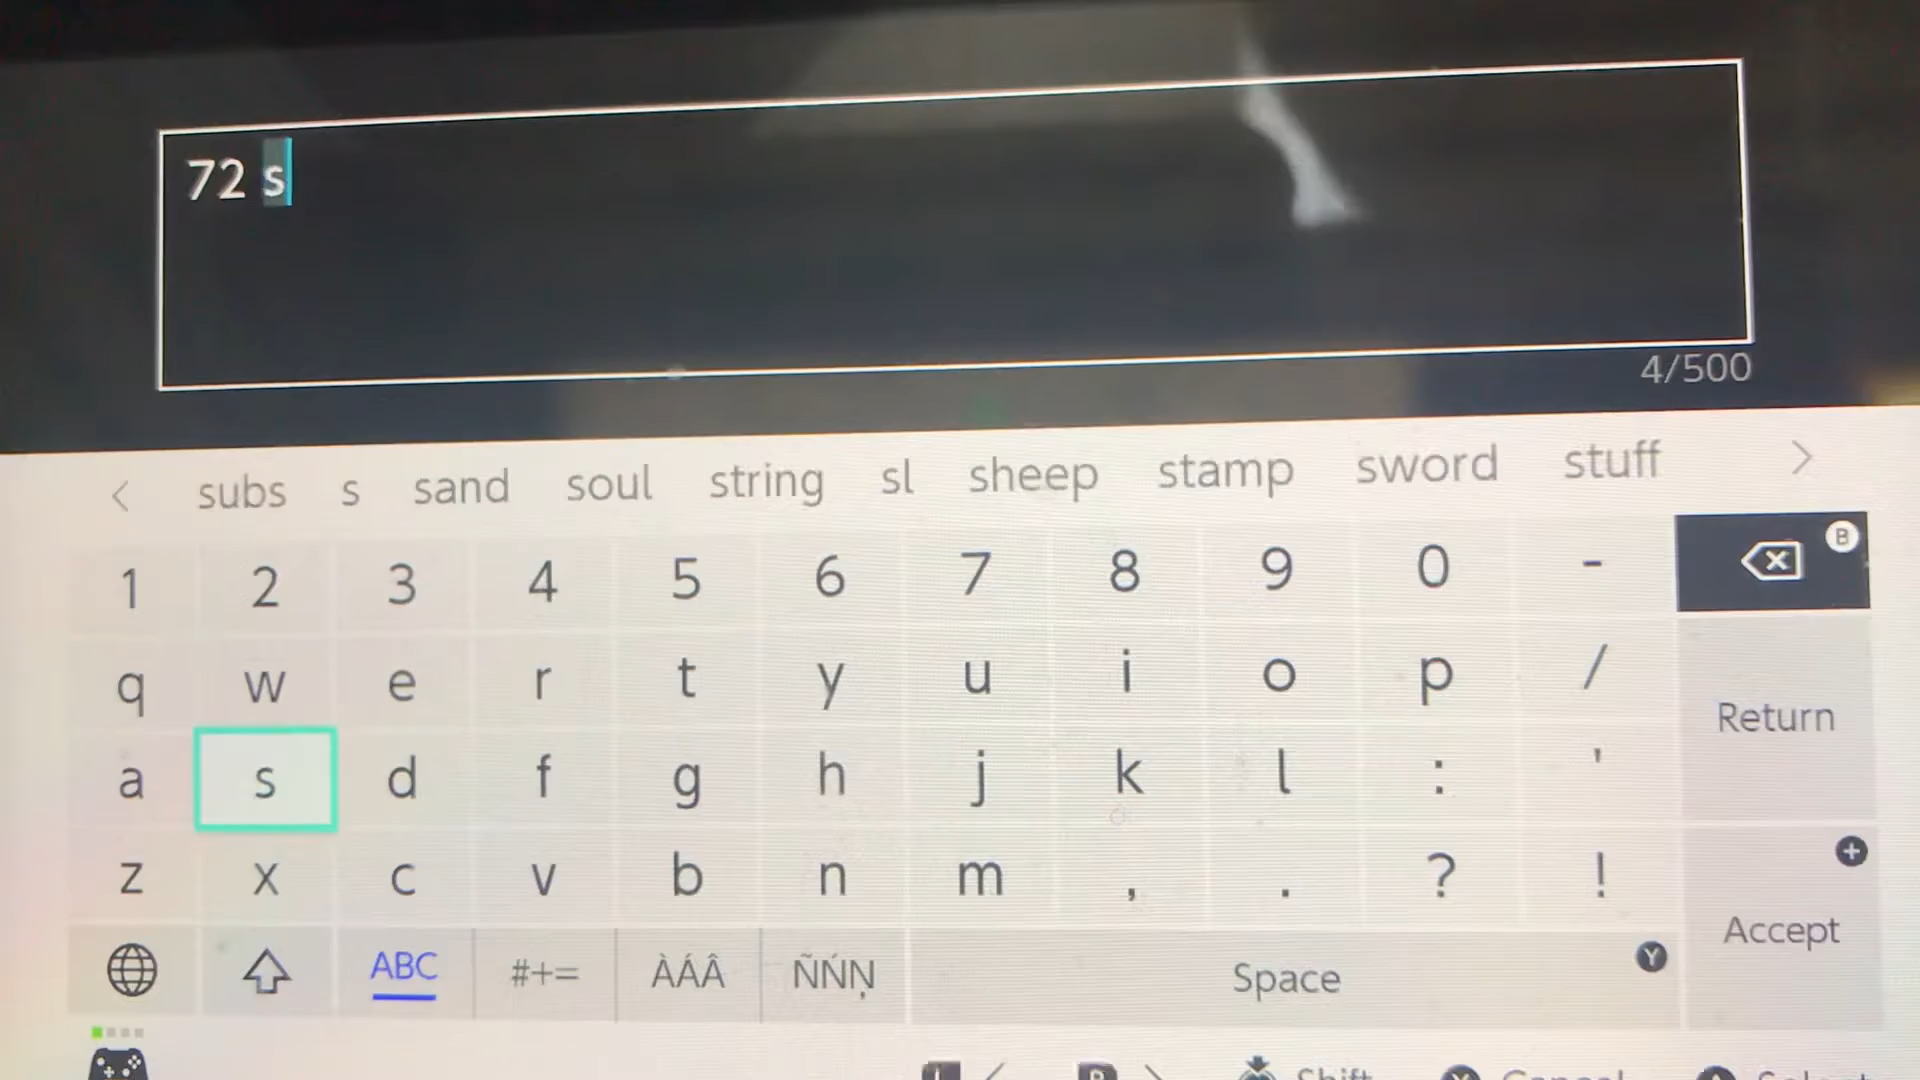 72 s
4/500
< subs s sand soul string sl sheep stamp sword stuff >
1 2 3 4 5 6 7 8 9 0 - B
q w e r t y u i o p /
Return
a s d f g h j k l : '
z x c v b n m , . ? ! +
Accept
ABC #+= ÀÁÂ ÑŃŅ Space Y
Shift